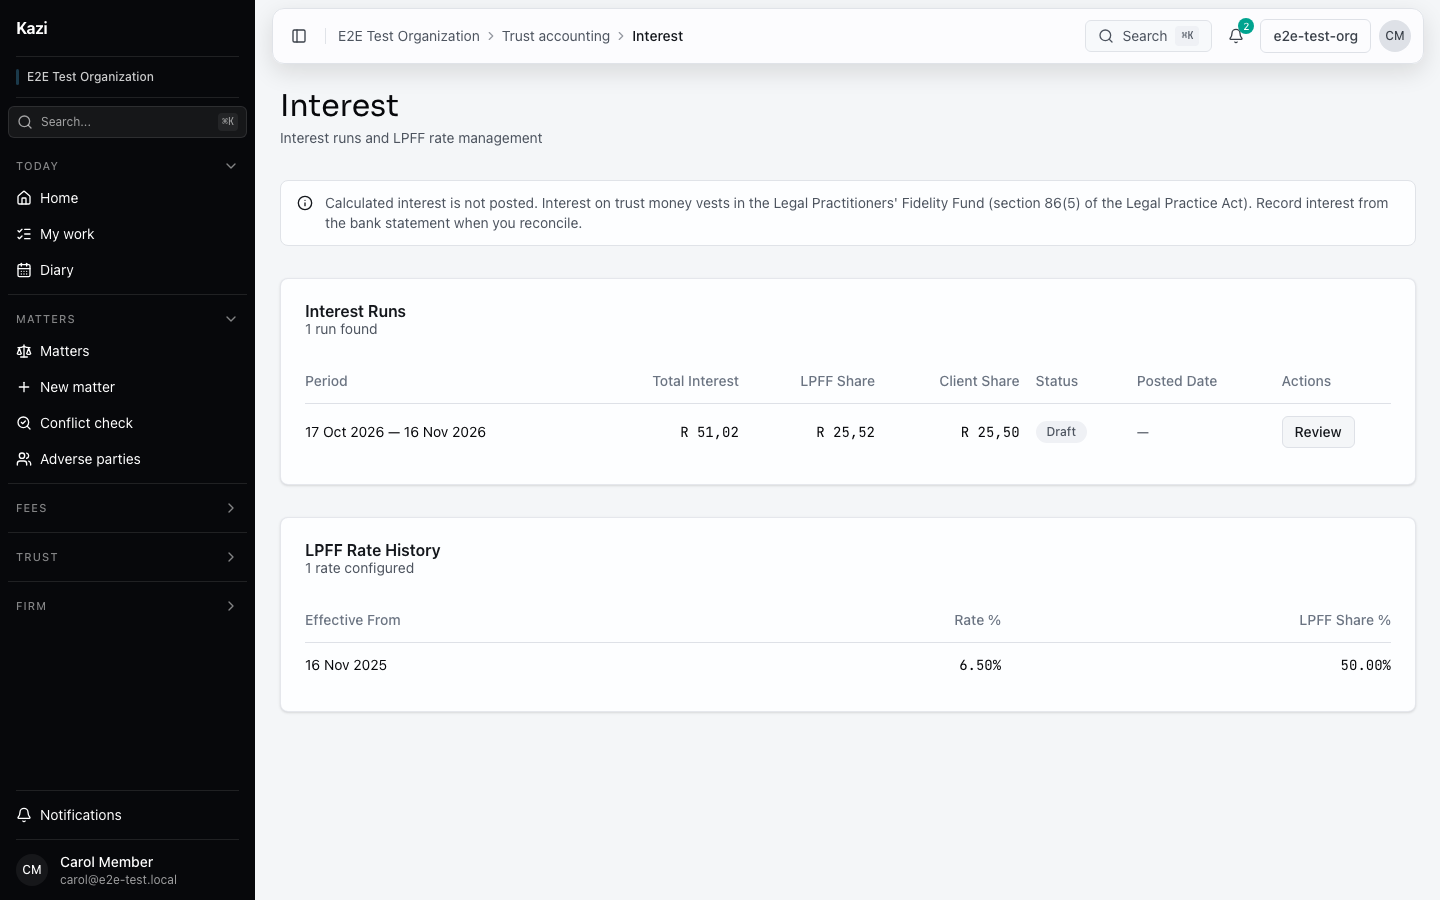 Kazi
E2E Test Organization
Search...
⌘K
TODAY
Home
My work
Diary
MATTERS
Matters
New matter
Conflict check
Adverse parties
FEES
TRUST
FIRM
Notifications
CM
Carol Member
carol@e2e-test.local
E2E Test Organization
Trust accounting
Interest
Search
⌘K
2
e2e-test-org
CM
Interest
Interest runs and LPFF rate management
Calculated interest is not posted. Interest on trust money vests in the Legal Practitioners' Fidelity Fund (section 86(5) of the Legal Practice Act). Record interest from
the bank statement when you reconcile.
Interest Runs
1 run found
Period Total Interest LPFF Share Client Share Status Posted Date Actions
17 Oct 2026 — 16 Nov 2026 R 51,02 R 25,52 R 25,50 Draft — Review
LPFF Rate History
1 rate configured
Effective From Rate % LPFF Share %
16 Nov 2025 6.50% 50.00%